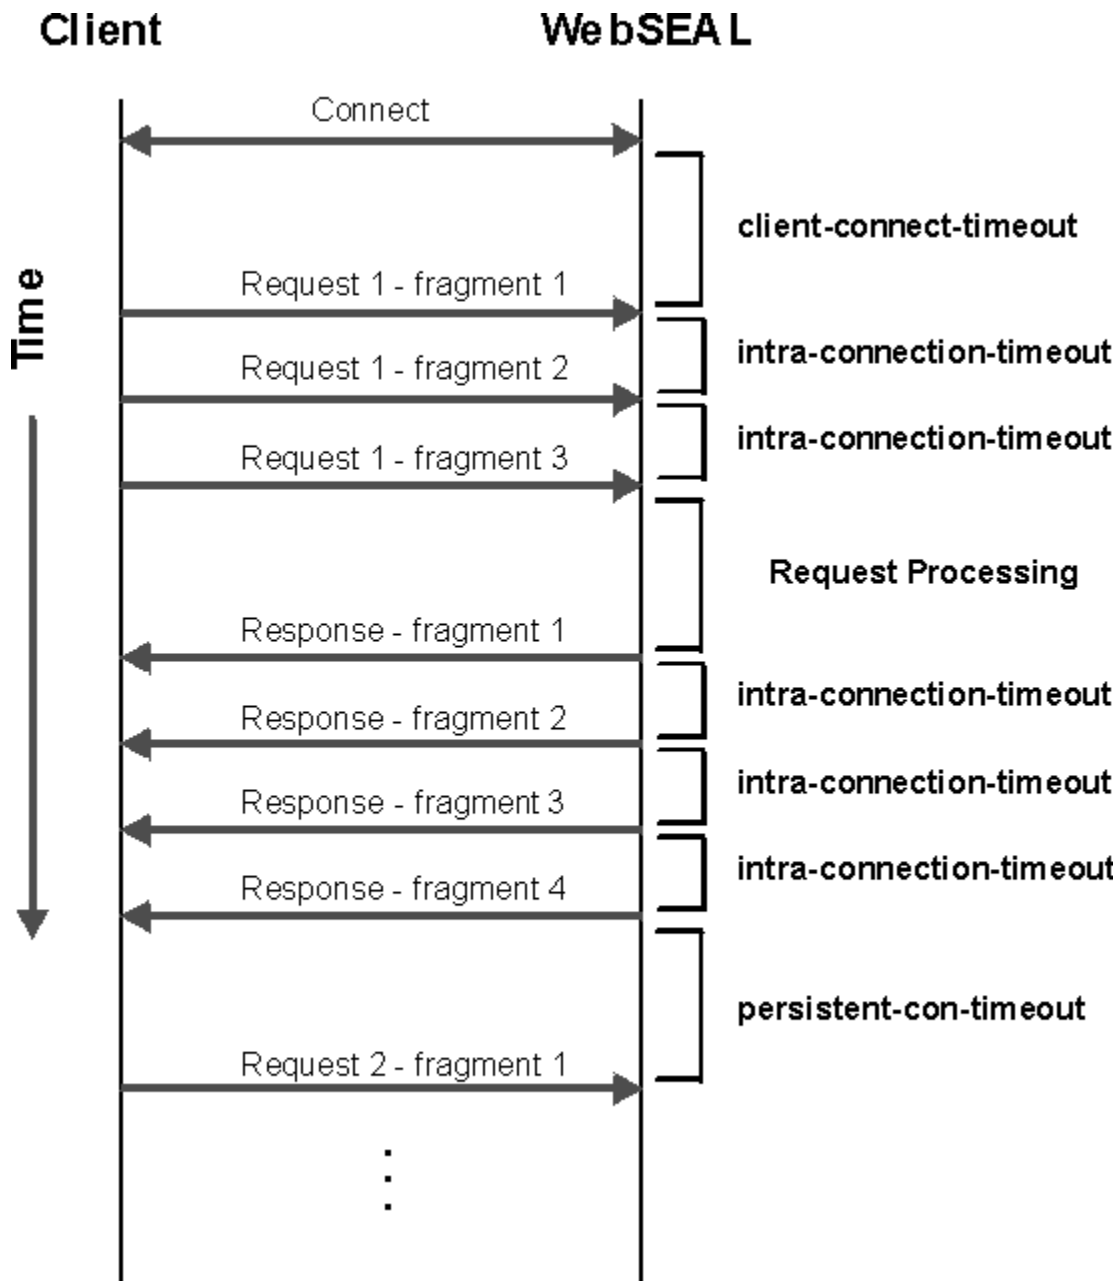 Client
WebSEAL
Connect
client-connect-timeout
Time
Request 1 - fragment 1
intra-connection-timeout
Request 1 - fragment 2
intra-connection-timeout
Request 1 - fragment 3
Request Processing
Response - fragment 1
intra-connection-timeout
Response - fragment 2
intra-connection-timeout
Response - fragment 3
intra-connection-timeout
Response - fragment 4
persistent-con-timeout
Request 2 - fragment 1